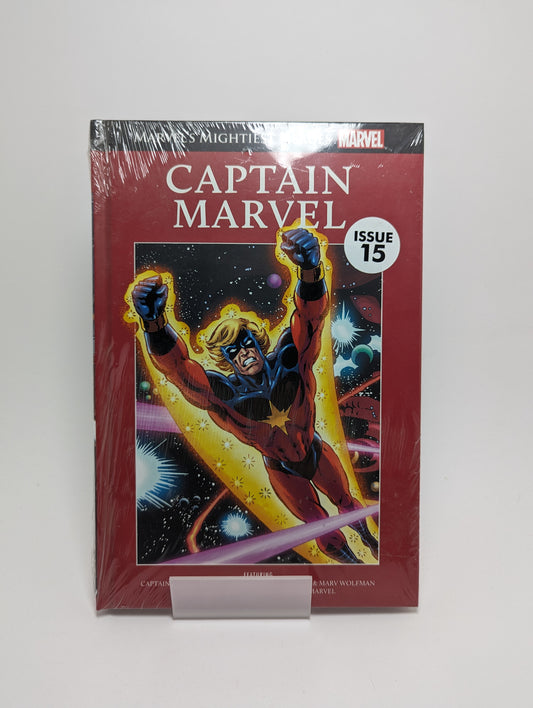 MARVEL'S MIGHTIEST
MARVEL
CAPTAIN
MARVEL
ISSUE
15
FEATURING
CAPTAIN
& MARV WOLFMAN
MARVEL